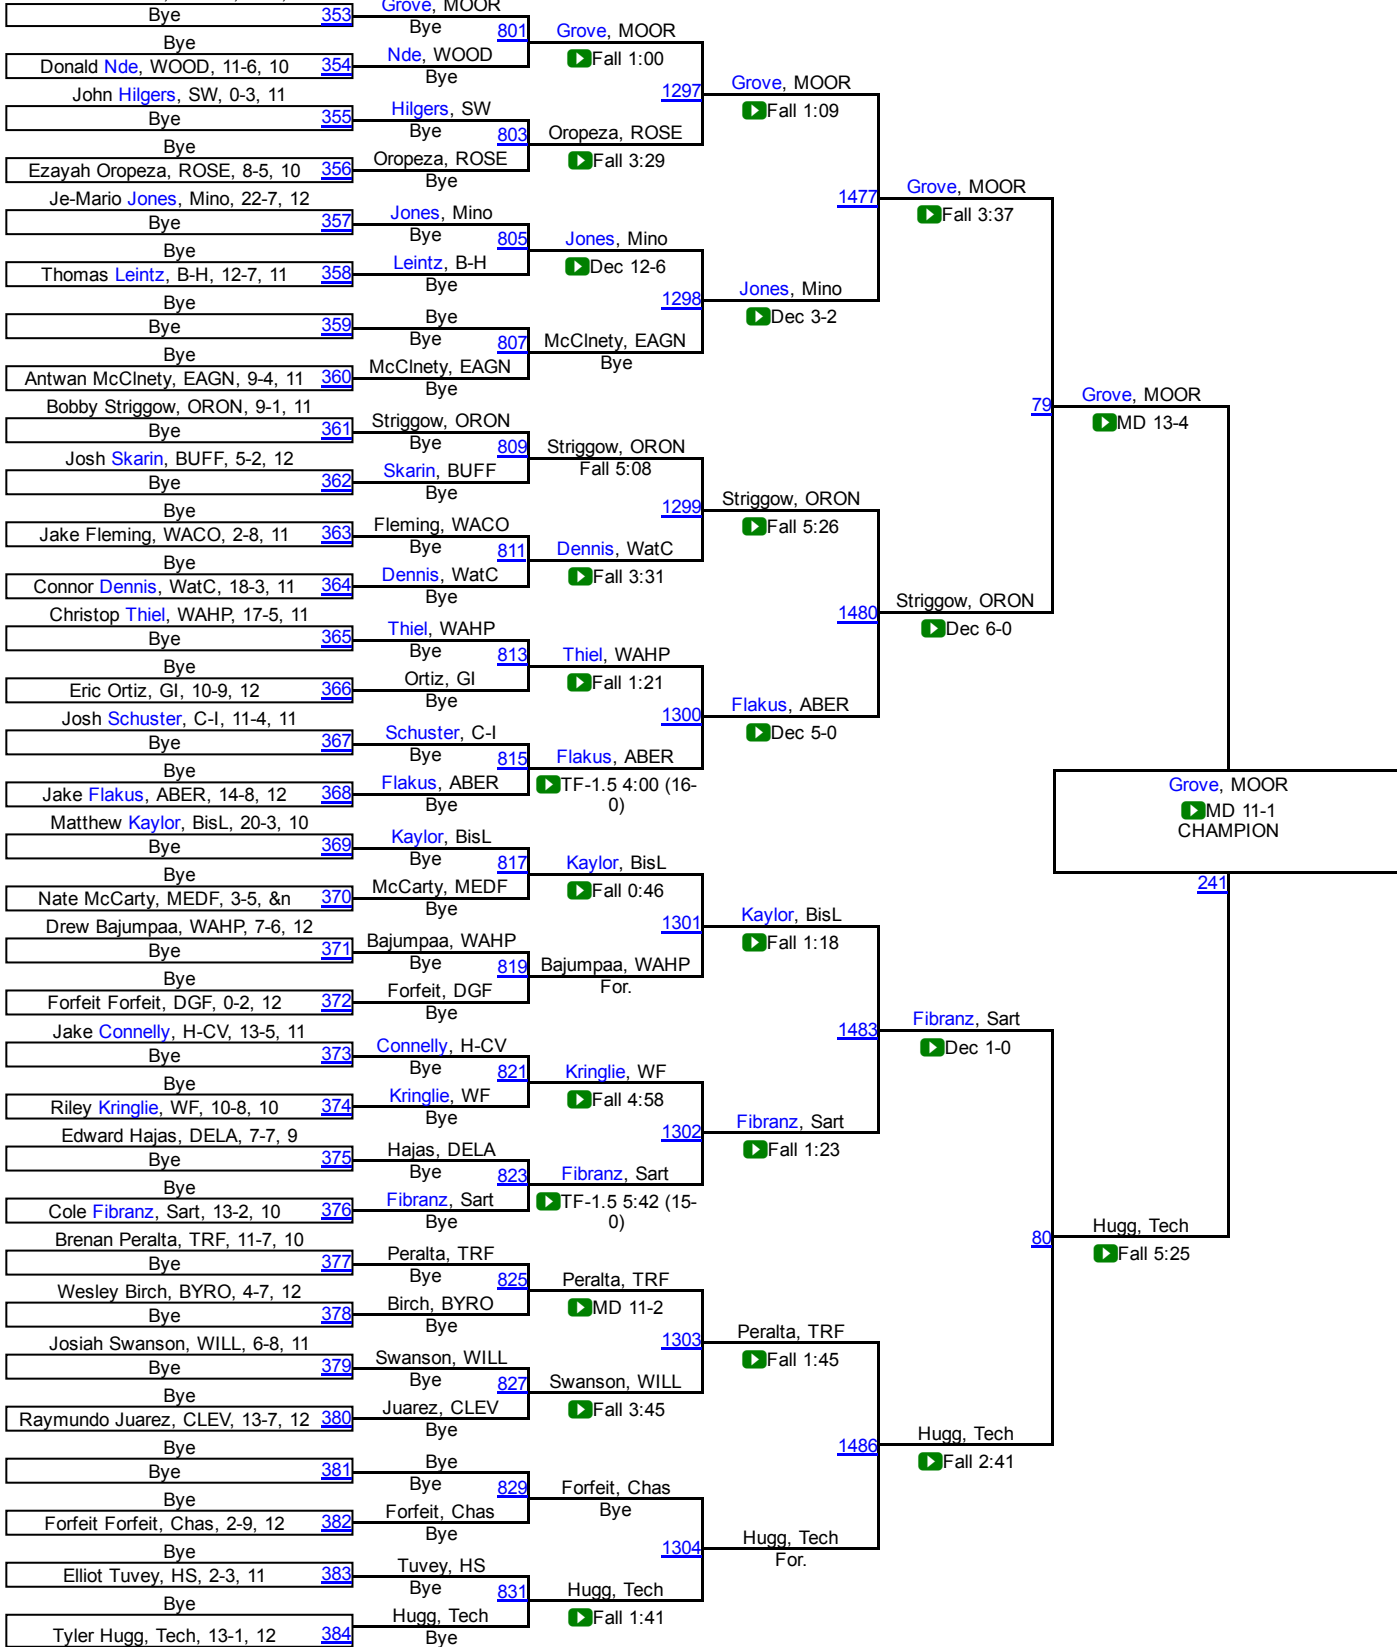 Bye 353
Bye
Donald Nde, WOOD, 11-6, 10 354
John Hilgers, SW, 0-3, 11
Bye 355
Bye
Ezayah Oropeza, ROSE, 8-5, 10 356
Je-Mario Jones, Mino, 22-7, 12
Bye 357
Bye
Thomas Leintz, B-H, 12-7, 11 358
Bye
Bye 359
Bye
Antwan McClnety, EAGN, 9-4, 11 360
Bobby Striggow, ORON, 9-1, 11
Bye 361
Josh Skarin, BUFF, 5-2, 12
Bye 362
Bye
Jake Fleming, WACO, 2-8, 11 363
Bye
Connor Dennis, WatC, 18-3, 11 364
Christop Thiel, WAHP, 17-5, 11
Bye 365
Bye
Eric Ortiz, GI, 10-9, 12 366
Josh Schuster, C-I, 11-4, 11
Bye 367
Bye
Jake Flakus, ABER, 14-8, 12 368
Matthew Kaylor, BisL, 20-3, 10
Bye 369
Bye
Nate McCarty, MEDF, 3-5, &n 370
Drew Bajumpaa, WAHP, 7-6, 12
Bye 371
Bye
Forfeit Forfeit, DGF, 0-2, 12 372
Jake Connelly, H-CV, 13-5, 11
Bye 373
Bye
Riley Kringlie, WF, 10-8, 10 374
Edward Hajas, DELA, 7-7, 9
Bye 375
Bye
Cole Fibranz, Sart, 13-2, 10 376
Brenan Peralta, TRF, 11-7, 10
Bye 377
Wesley Birch, BYRO, 4-7, 12
Bye 378
Josiah Swanson, WILL, 6-8, 11
Bye 379
Bye
Raymundo Juarez, CLEV, 13-7, 12 380
Bye
Bye 381
Bye
Forfeit Forfeit, Chas, 2-9, 12 382
Bye
Elliot Tuvey, HS, 2-3, 11 383
Bye
Tyler Hugg, Tech, 13-1, 12 384
Grove, MOOR
Bye 801
Nde, WOOD
Bye
Hilgers, SW
Bye 803
Oropeza, ROSE
Bye
Jones, Mino
Bye 805
Leintz, B-H
Bye
Bye
Bye 807
McClnety, EAGN
Bye
Striggow, ORON
Bye 809
Skarin, BUFF
Bye
Fleming, WACO
Bye 811
Dennis, WatC
Bye
Thiel, WAHP
Bye 813
Ortiz, GI
Bye
Schuster, C-I
Bye 815
Flakus, ABER
Bye
Kaylor, BisL
Bye 817
McCarty, MEDF
Bye
Bajumpaa, WAHP
Bye 819
Forfeit, DGF
Bye
Connelly, H-CV
Bye 821
Kringlie, WF
Bye
Hajas, DELA
Bye 823
Fibranz, Sart
Bye
Peralta, TRF
Bye 825
Birch, BYRO
Bye
Swanson, WILL
Bye 827
Juarez, CLEV
Bye
Bye
Bye 829
Forfeit, Chas
Bye
Tuvey, HS
Bye 831
Hugg, Tech
Bye
Grove, MOOR
Fall 1:00
1297
Oropeza, ROSE
Fall 3:29
Jones, Mino
Dec 12-6
1298
McClnety, EAGN
Bye
Striggow, ORON
Fall 5:08
1299
Dennis, WatC
Fall 3:31
Thiel, WAHP
Fall 1:21
1300
Flakus, ABER
TF-1.5 4:00 (16-
0)
Kaylor, BisL
Fall 0:46
1301
Bajumpaa, WAHP
For.
Kringlie, WF
Fall 4:58
1302
Fibranz, Sart
TF-1.5 5:42 (15-
0)
Peralta, TRF
MD 11-2
1303
Swanson, WILL
Fall 3:45
Forfeit, Chas
Bye
1304
Hugg, Tech
Fall 1:41
Grove, MOOR
Fall 1:09
1477
Jones, Mino
Dec 3-2
Striggow, ORON
Fall 5:26
1480
Flakus, ABER
Dec 5-0
Kaylor, BisL
Fall 1:18
1483
Fibranz, Sart
Fall 1:23
Peralta, TRF
Fall 1:45
1486
Hugg, Tech
For.
Grove, MOOR
Fall 3:37
79
Striggow, ORON
Dec 6-0
Fibranz, Sart
Dec 1-0
80
Hugg, Tech
Fall 2:41
Grove, MOOR
MD 13-4
Hugg, Tech
Fall 5:25
Grove, MOOR
MD 11-1
CHAMPION
241